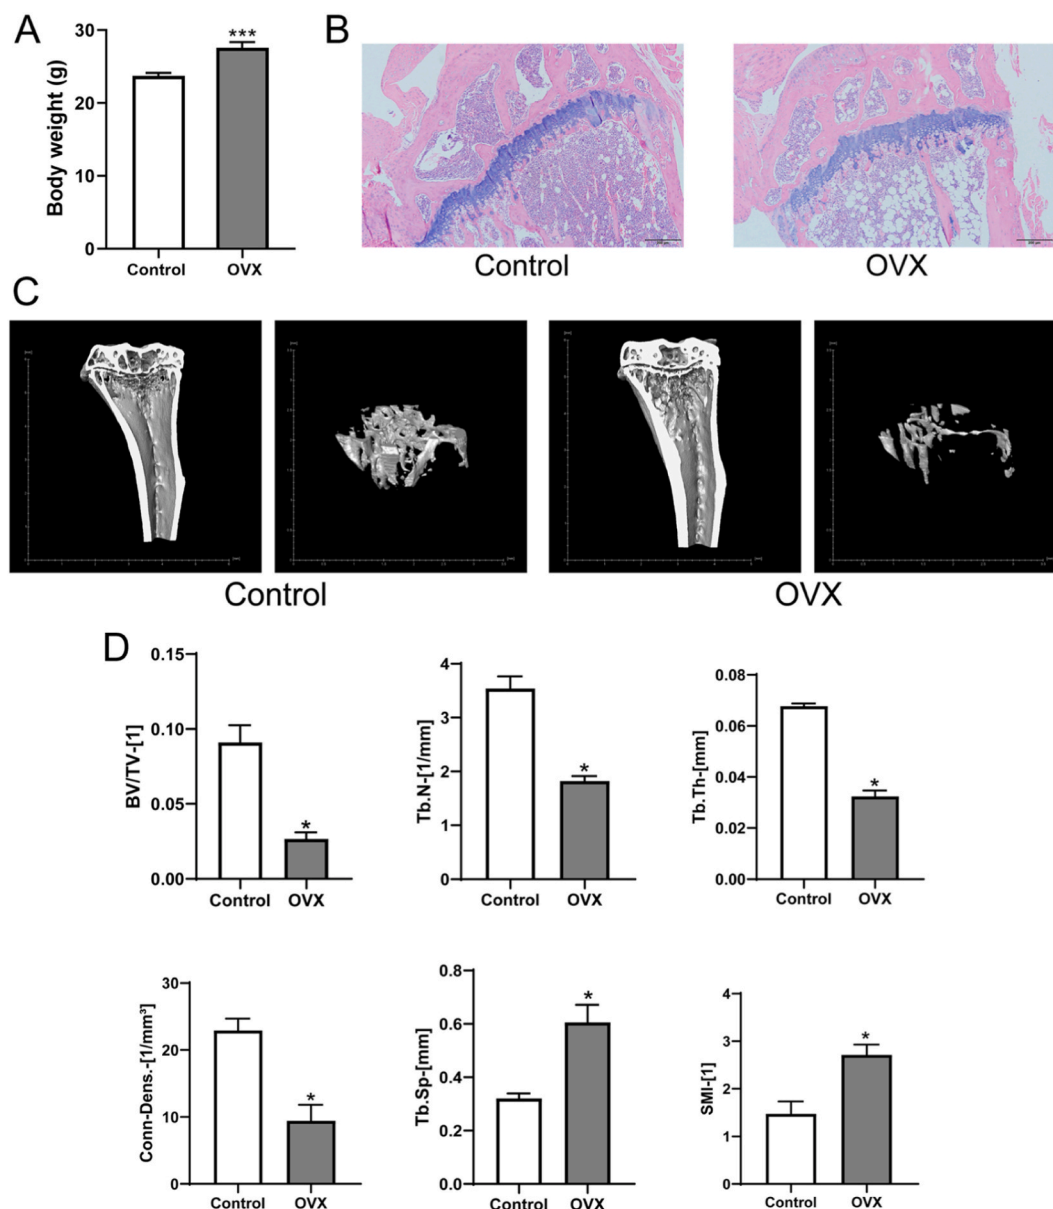 A
Body weight (g)
30
20
10
0
Control
OVX
***
B
Control
OVX
C
Control
OVX
D
BV/TV-[1]
0.15
0.10
0.05
0.00
*
Control
OVX
Tb.N-[1/mm]
4
3
2
1
0
*
Control
OVX
Tb.Th-[mm]
0.08
0.06
0.04
0.02
0.00
*
Control
OVX
Conn-Dens.-[1/mm³]
30
20
10
0
*
Control
OVX
Tb.Sp-[mm]
0.8
0.6
0.4
0.2
0.0
*
Control
OVX
SMI-[1]
4
3
2
1
0
*
Control
OVX